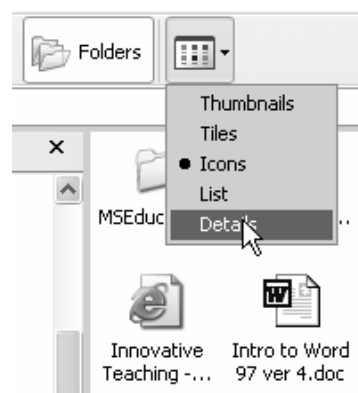 Folders
Thumbnails
Tiles
Icons
List
MSEduc
Details
..
Innovative
Teaching -...
Intro to Word
97 ver 4.doc